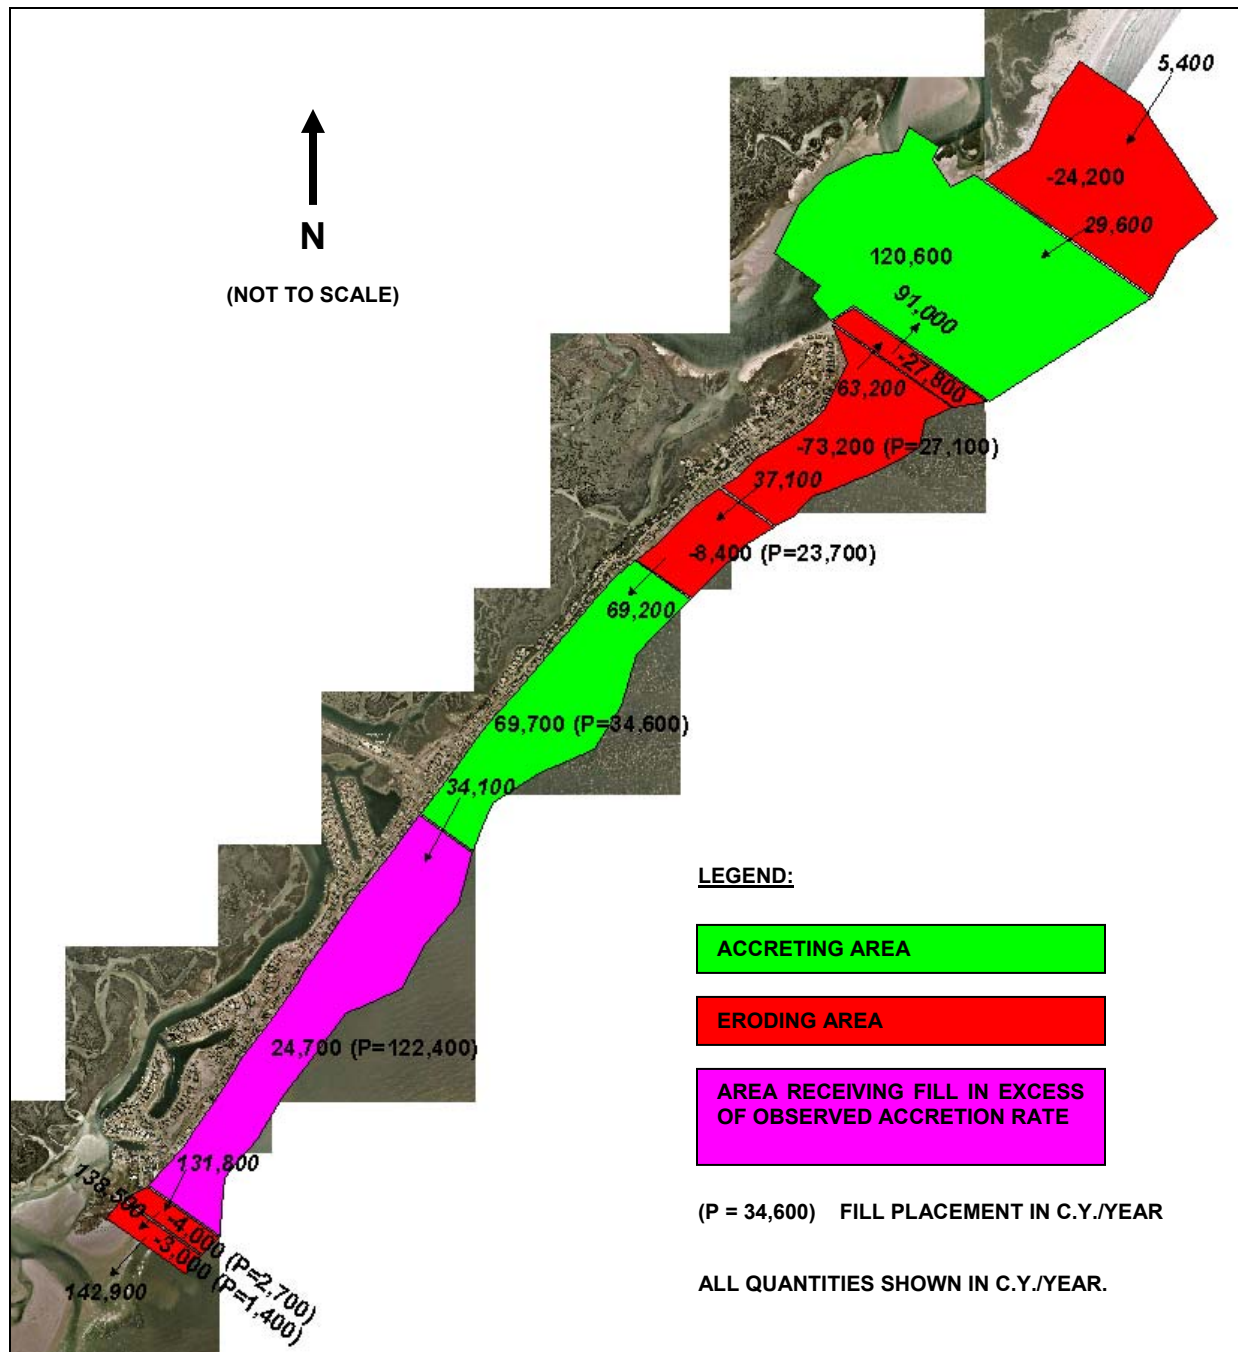 5,400
-24,200
29,600
120,600
91,000
-27,800
63,200
-73,200 (P=27,100)
37,100
-8,400 (P=23,700)
69,200
69,700 (P=34,600)
34,100
24,700 (P=122,400)
131,800
138,500
-4,000 (P=2,700)
-3,000 (P=1,400)
142,900
N
(NOT TO SCALE)
LEGEND:
ACCRETING AREA
ERODING AREA
AREA RECEIVING FILL IN EXCESS
OF OBSERVED ACCRETION RATE
(P = 34,600) FILL PLACEMENT IN C.Y./YEAR
ALL QUANTITIES SHOWN IN C.Y./YEAR.